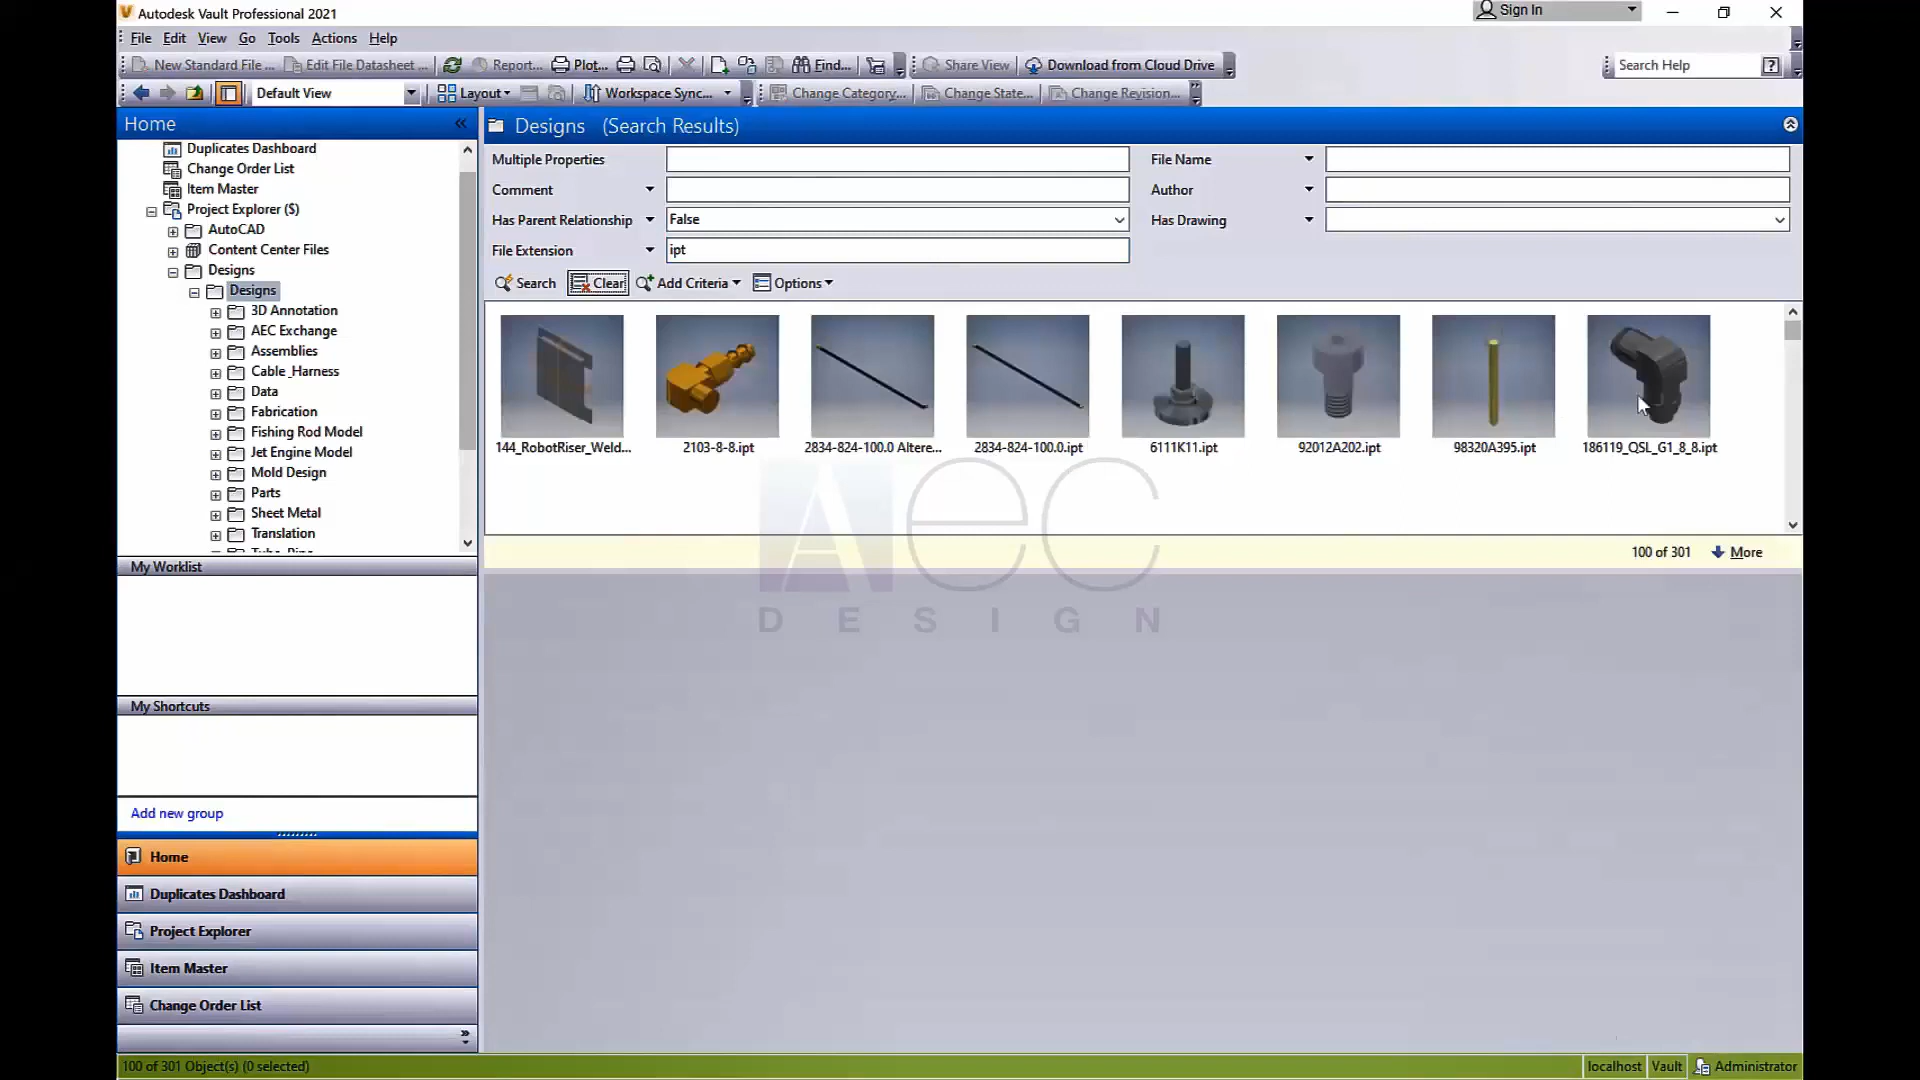 Autodesk Vault Professional 2021
Sign In
File Edit View Go Tools Actions Help
New Standard File ... Edit File Datasheet ... Report... Plot... Find... Share View Download from Cloud Drive Search Help
Default View Layout Workspace Sync... Change Category... Change State... Change Revision...
Home
Duplicates Dashboard
Change Order List
Item Master
Project Explorer ($)
AutoCAD
Content Center Files
Designs
Designs
3D Annotation
AEC Exchange
Assemblies
Cable_Harness
Data
Fabrication
Fishing Rod Model
Jet Engine Model
Mold Design
Parts
Sheet Metal
Translation
My Worklist
My Shortcuts
Add new group
Home
Duplicates Dashboard
Project Explorer
Item Master
Change Order List
Designs (Search Results)
Multiple Properties File Name
Comment Author
Has Parent Relationship False Has Drawing
File Extension ipt
Search Clear Add Criteria Options
144_RobotRiser_Weld... 2103-8-8.ipt 2834-824-100.0 Altere... 2834-824-100.0.ipt 6111K11.ipt 92012A202.ipt 98320A395.ipt 186119_QSL_G1_8_8.ipt
100 of 301 More
AEC
DESIGN
100 of 301 Object(s) (0 selected) localhost Vault Administrator